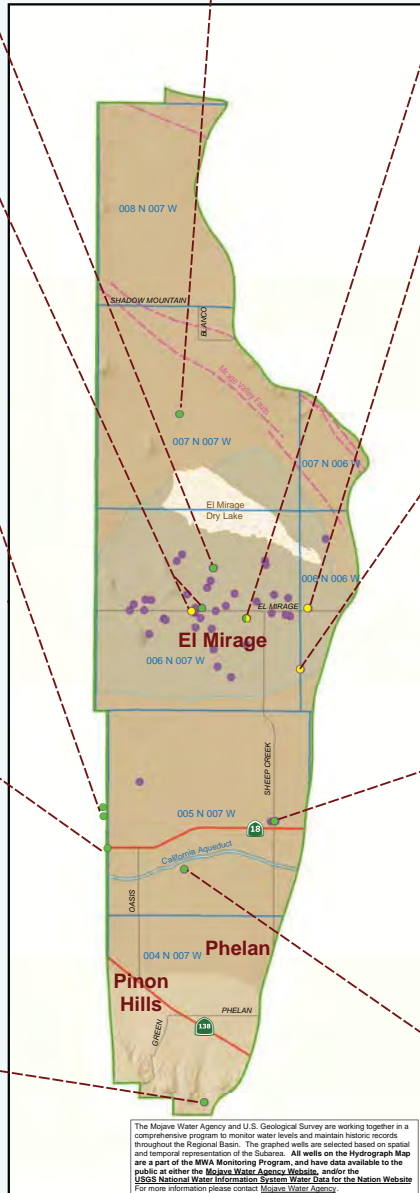 008 N 007 W
SHADOW MOUNTAIN
BLANCO
Mirage Valley Faults
007 N 007 W
007 N 006 W
El Mirage
Dry Lake
006 N 006 W
EL MIRAGE
El Mirage
006 N 007 W
SHEEP CREEK
005 N 007 W
18
California Aqueduct
OASIS
004 N 007 W
Phelan
Pinon
Hills
PHELAN
GREEN
138
The Mojave Water Agency and U.S. Geological Survey are working together in a
comprehensive program to monitor water levels and maintain historic records
throughout the Regional Basin. The graphed wells are selected based on spatial
and temporal representation of the Subarea. All wells on the Hydrograph Map
are a part of the MWA Monitoring Program, and have data available to the
public at either the Mojave Water Agency Website, and/or the
USGS National Water Information System Water Data for the Nation Website
For more information please contact Mojave Water Agency.